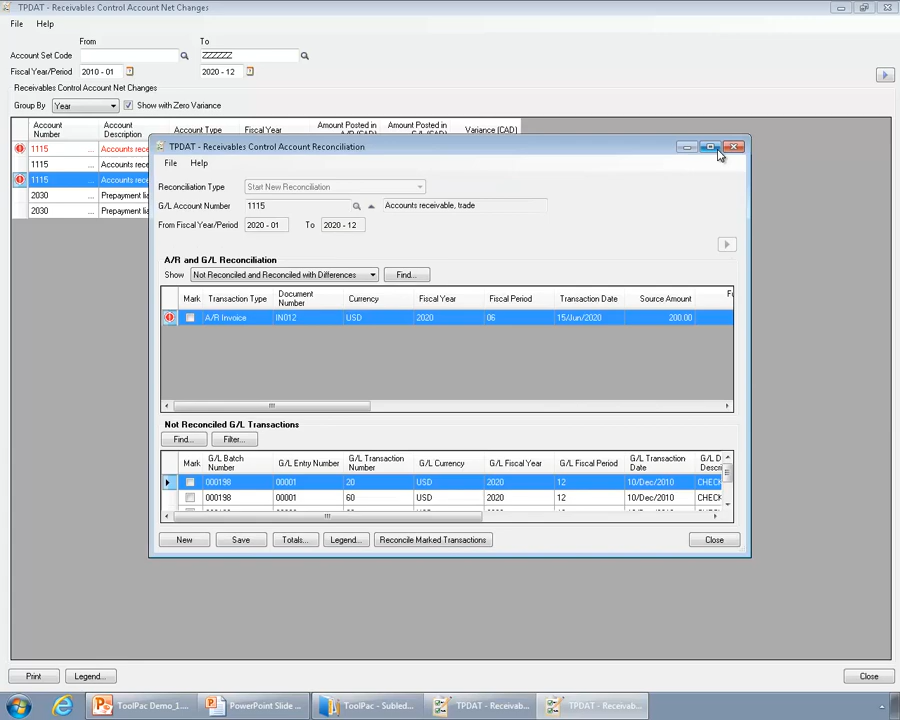 TPDAT - Receivables Control Account Net Changes
File Help
From To
Account Set Code ZZZZZZ
Fiscal Year/Period 2010 - 01 2020 - 12
Receivables Control Account Net Changes
Group By Year Show with Zero Variance
Account Number Account Description Account Type Fiscal Year Amount Posted in A/R (CAD) Amount Posted in G/L (CAD) Variance (CAD)
1115 ... Accounts rece
1115 ... Accounts rece
1115 ... Accounts rece
2030 ... Prepayment lia
2030 ... Prepayment lia
TPDAT - Receivables Control Account Reconciliation
File Help
Reconciliation Type Start New Reconciliation
G/L Account Number 1115 Accounts receivable, trade
From Fiscal Year/Period 2020 - 01 To 2020 - 12
A/R and G/L Reconciliation
Show Not Reconciled and Reconciled with Differences Find...
Mark Transaction Type Document Number Currency Fiscal Year Fiscal Period Transaction Date Source Amount
A/R Invoice IN012 USD 2020 06 15/Jun/2020 200.00
Not Reconciled G/L Transactions
Find... Filter...
Mark G/L Batch Number G/L Entry Number G/L Transaction Number G/L Currency G/L Fiscal Year G/L Fiscal Period G/L Transaction Date G/L D Descri
000198 00001 20 USD 2020 12 10/Dec/2010 CHECK
000198 00001 60 USD 2020 12 10/Dec/2010 CHECK
New Save Totals... Legend... Reconcile Marked Transactions Close
Print Legend... Close
ToolPac Demo_1.... PowerPoint Slide ... ToolPac - Subled... TPDAT - Receivab... TPDAT - Receivab...